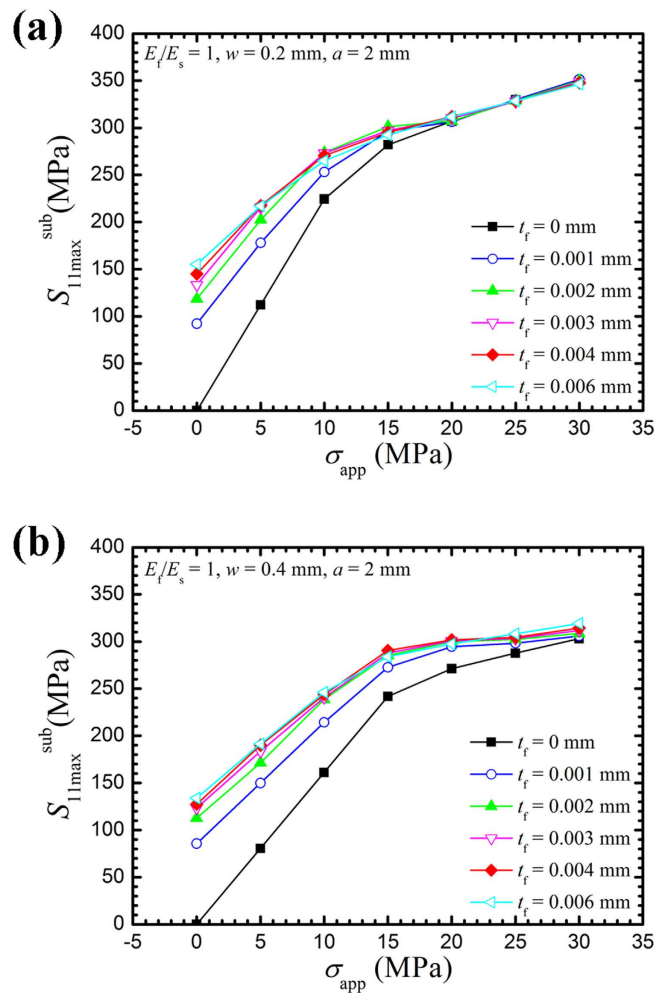 (a)
E_f/E_s = 1, w = 0.2 mm, a = 2 mm
S_11max^sub (MPa)
400
350
300
250
200
150
100
50
0
t_f = 0 mm
t_f = 0.001 mm
t_f = 0.002 mm
t_f = 0.003 mm
t_f = 0.004 mm
t_f = 0.006 mm
-5 0 5 10 15 20 25 30 35
σ_app (MPa)
(b)
E_f/E_s = 1, w = 0.4 mm, a = 2 mm
S_11max^sub (MPa)
400
350
300
250
200
150
100
50
0
t_f = 0 mm
t_f = 0.001 mm
t_f = 0.002 mm
t_f = 0.003 mm
t_f = 0.004 mm
t_f = 0.006 mm
-5 0 5 10 15 20 25 30 35
σ_app (MPa)